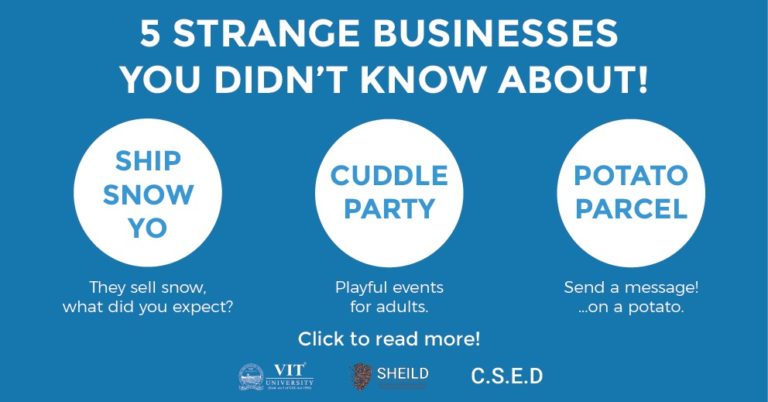 5 STRANGE BUSINESSES
YOU DIDN'T KNOW ABOUT!
SHIP
SNOW
YO
They sell snow,
what did you expect?
CUDDLE
PARTY
Playful events
for adults.
POTATO
PARCEL
Send a message!
...on a potato.
Click to read more!
VIT
UNIVERSITY
SHEILD
C.S.E.D